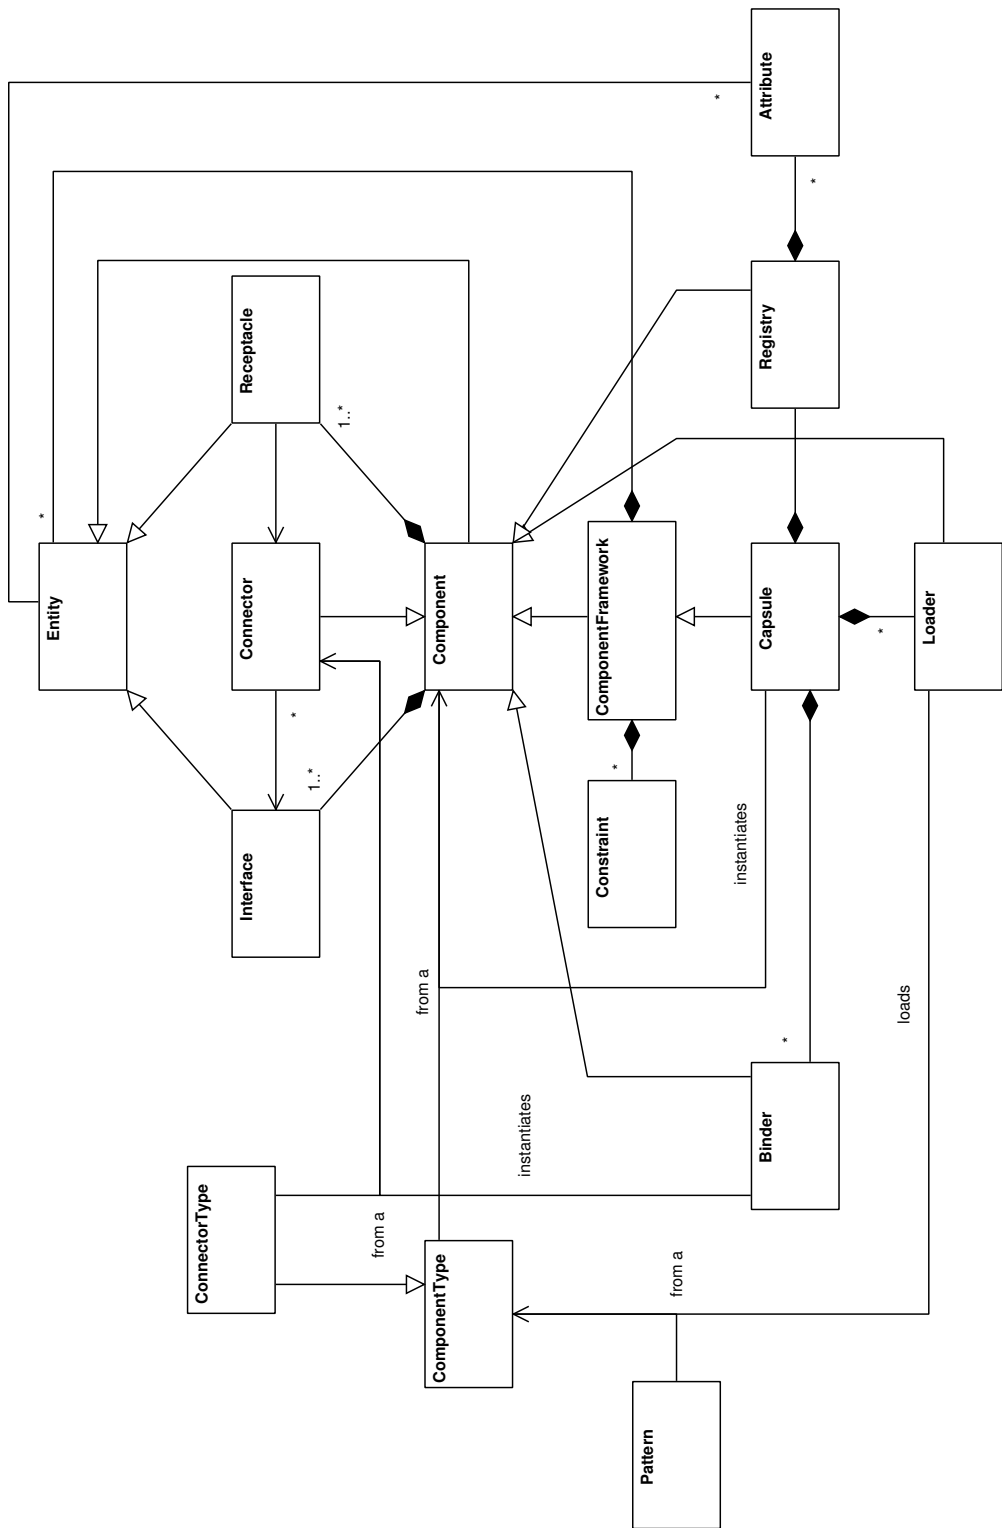 *
Entity
ConnectorType
Interface
Connector
Receptacle
*
1..*
1..*
from a
from a
ComponentType
Component
instantiates
Constraint
ComponentFramework
*
Pattern
from a
*
instantiates
Binder
Capsule
Registry
Attribute
*
*
*
loads
Loader